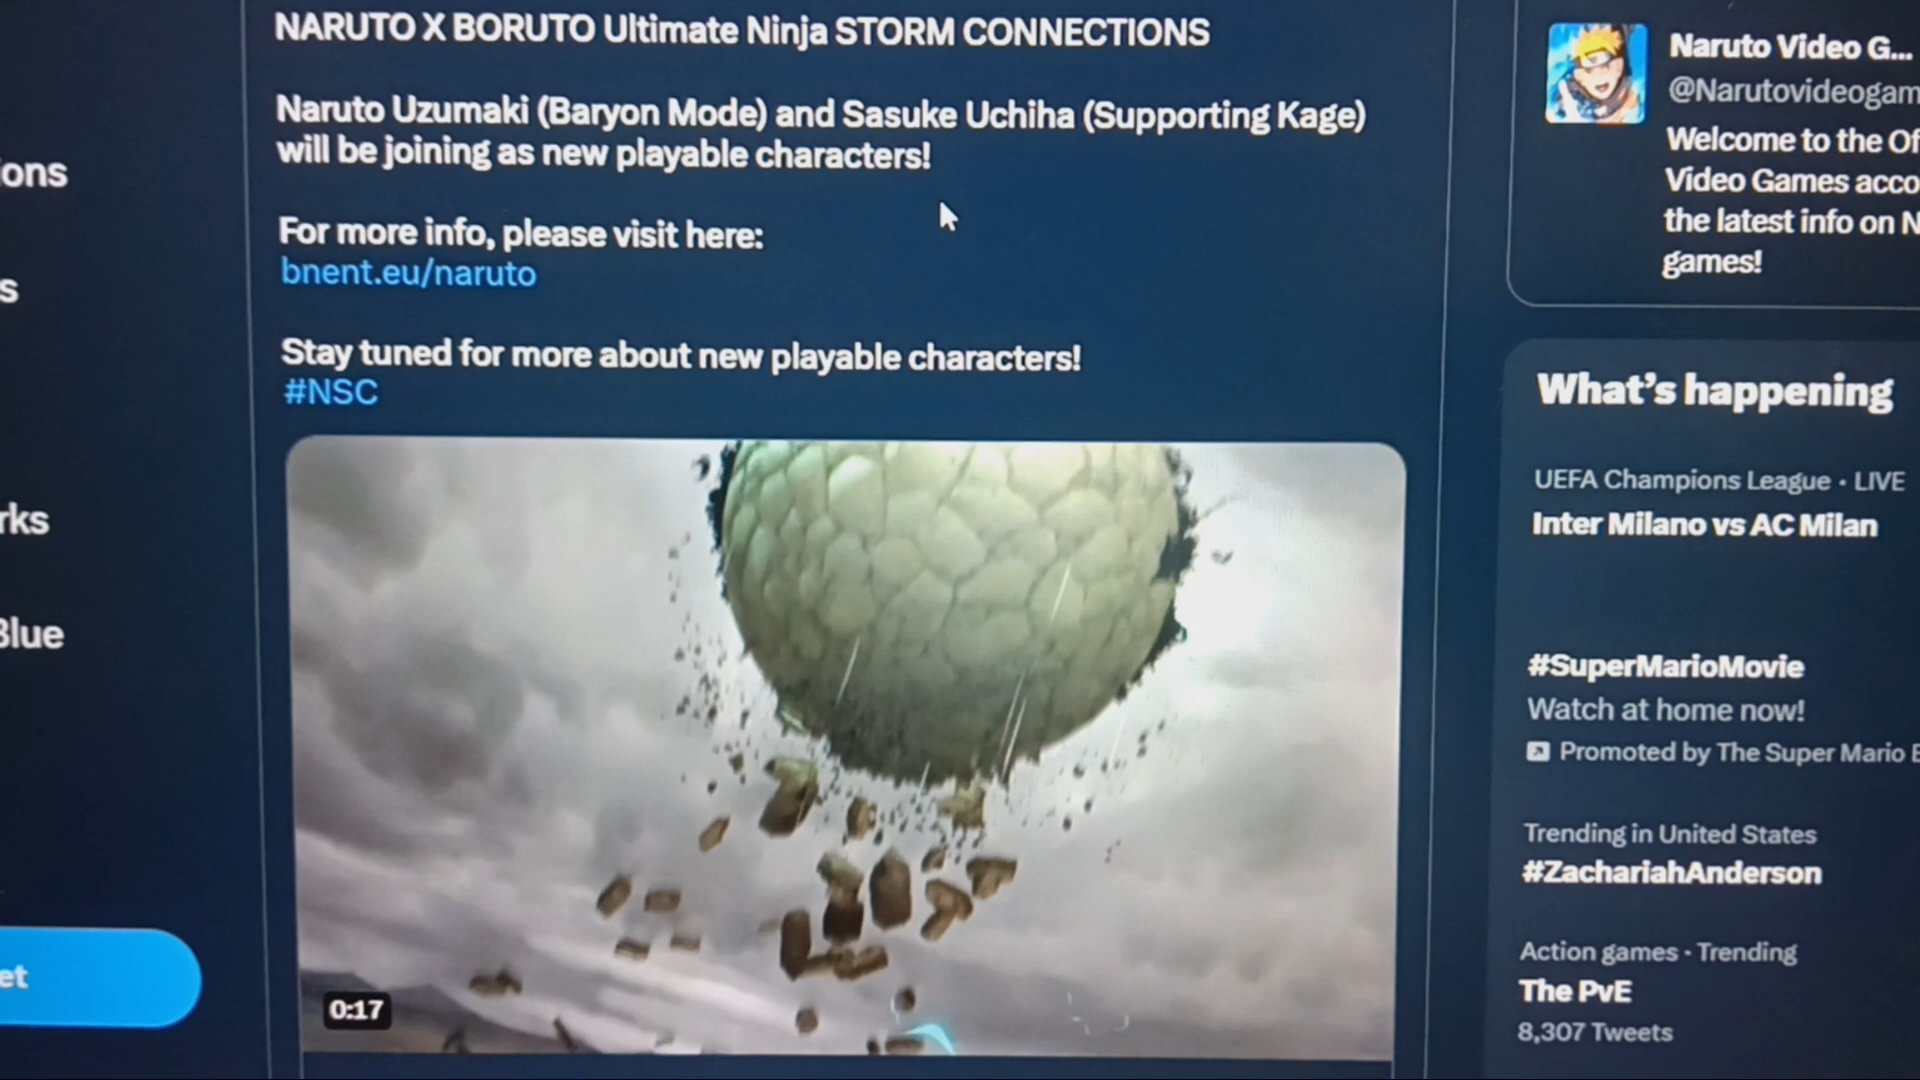 NARUTO X BORUTO Ultimate Ninja STORM CONNECTIONS
Naruto Uzumaki (Baryon Mode) and Sasuke Uchiha (Supporting Kage)
will be joining as new playable characters!
For more info, please visit here:
bnent.eu/naruto
Stay tuned for more about new playable characters!
#NSC
0:17
ons
s
rks
Blue
et
Naruto Video G...
@Narutovideogam
Welcome to the Of
Video Games acco
the latest info on N
games!
What's happening
UEFA Champions League · LIVE
Inter Milano vs AC Milan
#SuperMarioMovie
Watch at home now!
Promoted by The Super Mario B
Trending in United States
#ZachariahAnderson
Action games · Trending
The PvE
8,307 Tweets